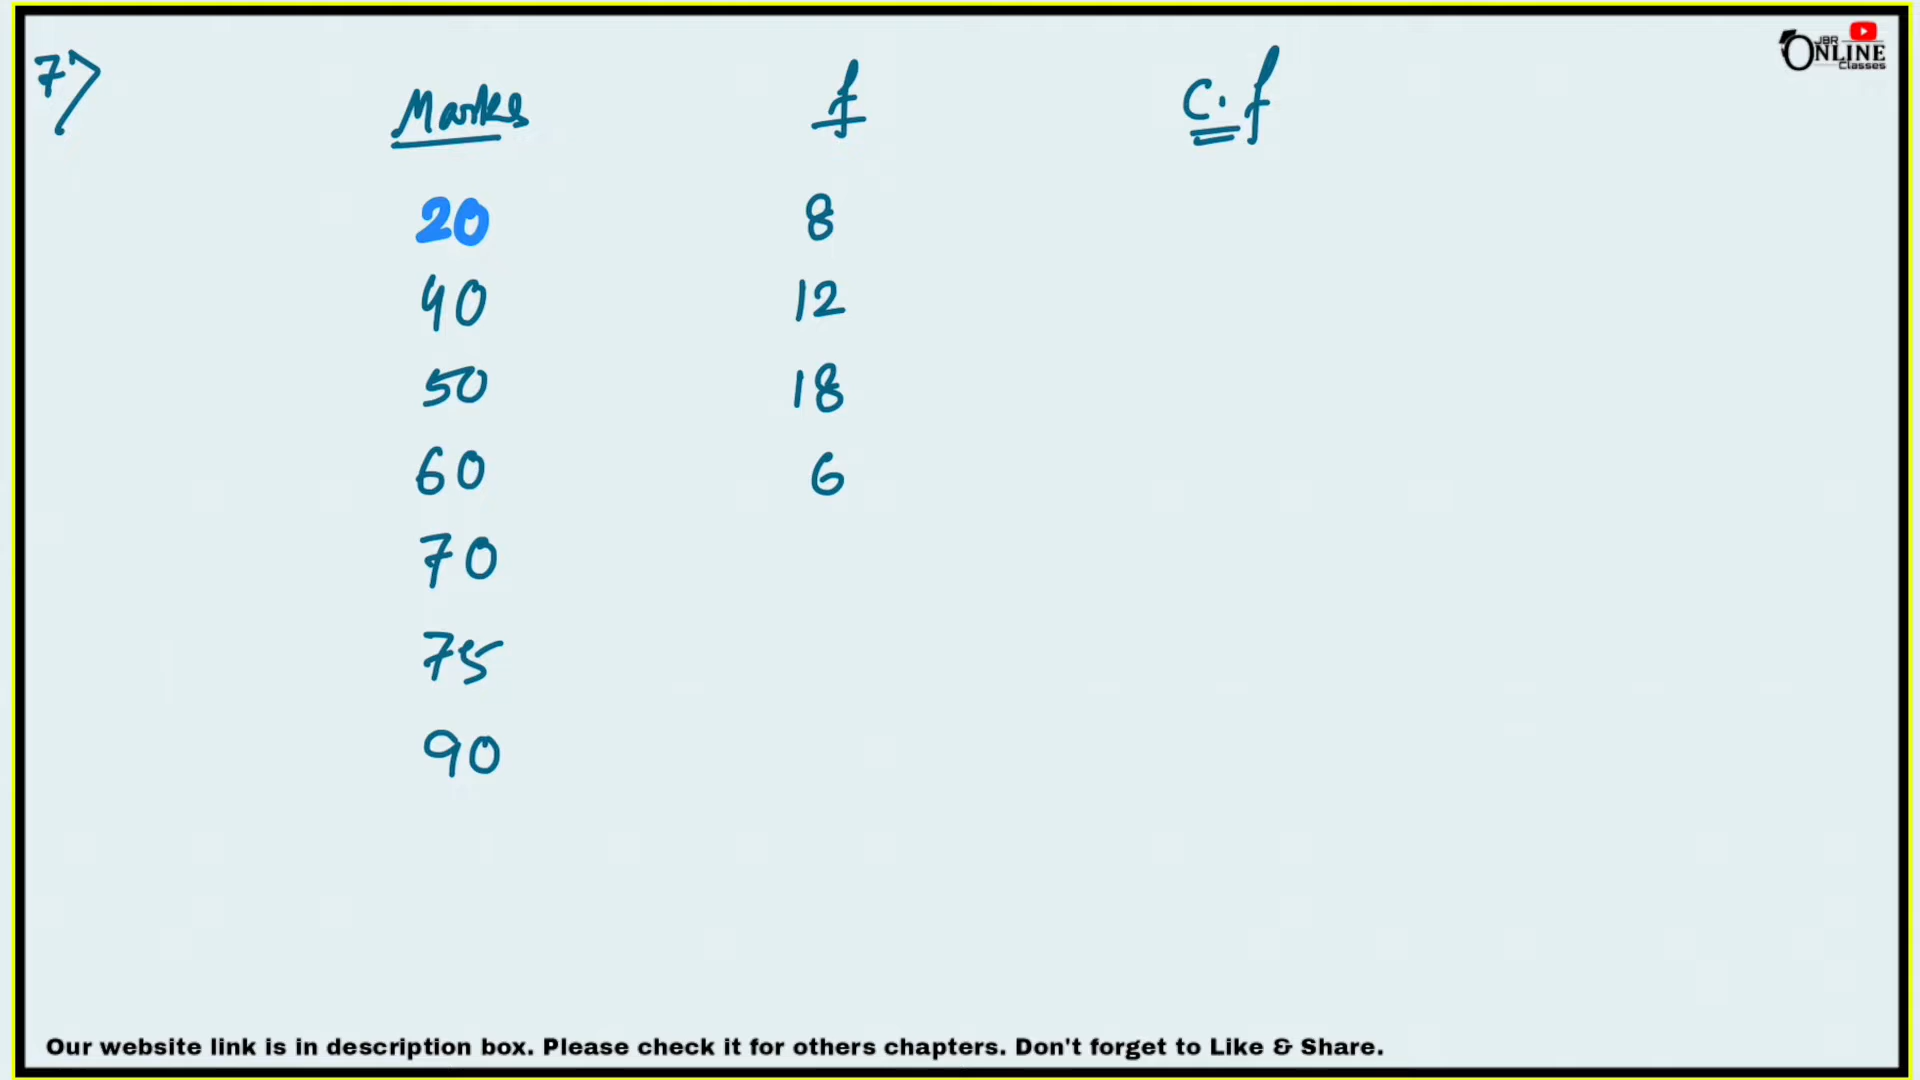 7>
Marks f c.f
20 8
40 12
50 18
60 6
70
75
90
JBR
ONLINE
Classes
Our website link is in description box. Please check it for others chapters. Don't forget to Like & Share.